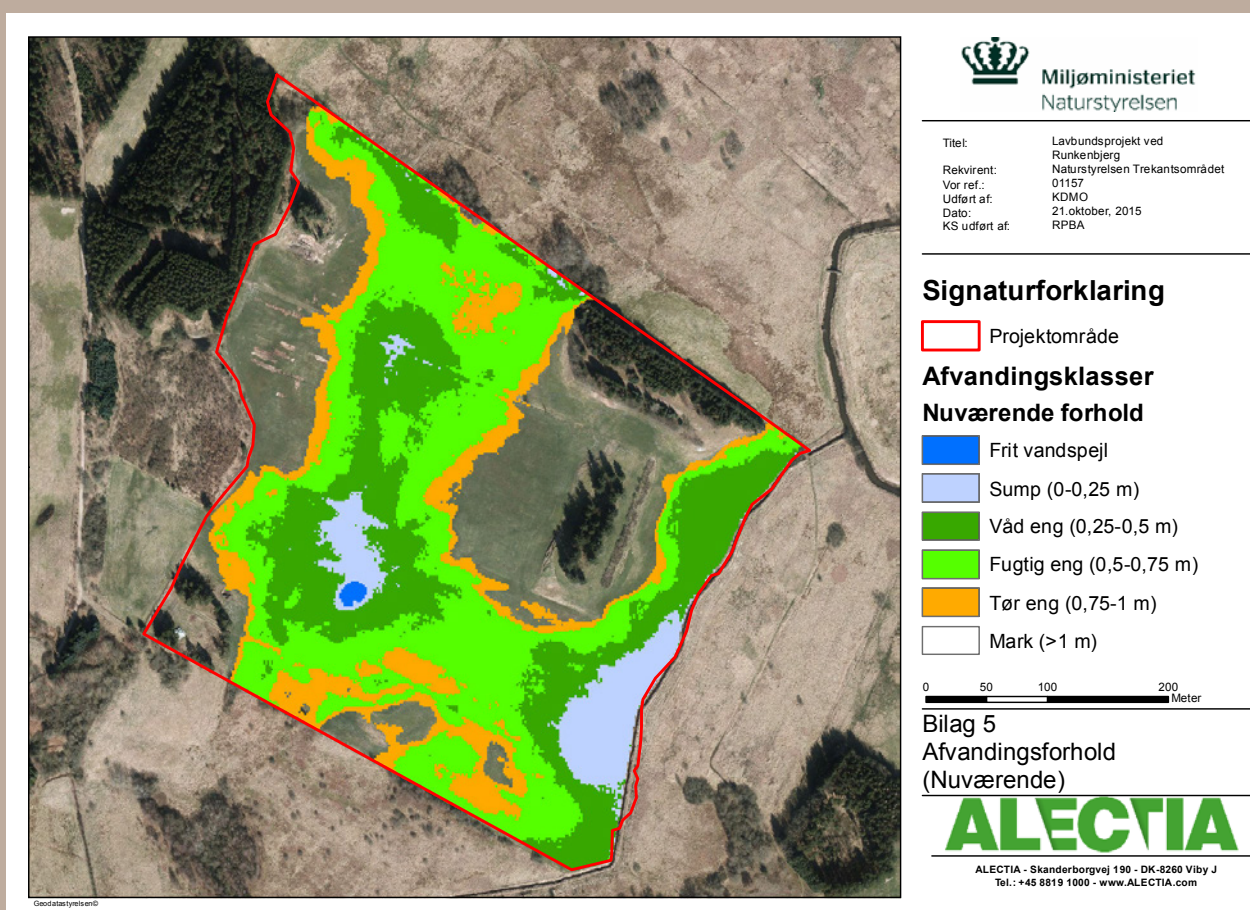 Miljøministeriet
Naturstyrelsen
Titel: Lavbundsprojekt ved
Runkenbjerg
Rekvirent: Naturstyrelsen Trekantsområdet
Vor ref.: 01157
Udført af: KDMO
Dato: 21.oktober, 2015
KS udført af: RPBA
Signaturforklaring
Projektområde
Afvandingsklasser
Nuværende forhold
Frit vandspejl
Sump (0-0,25 m)
Våd eng (0,25-0,5 m)
Fugtig eng (0,5-0,75 m)
Tør eng (0,75-1 m)
Mark (>1 m)
0 50 100 200
Meter
Bilag 5
Afvandingsforhold
(Nuværende)
ALECTIA
ALECTIA - Skanderborgvej 190 - DK-8260 Viby J
Tel.: +45 8819 1000 - www.ALECTIA.com
Geodatastyrelsen©